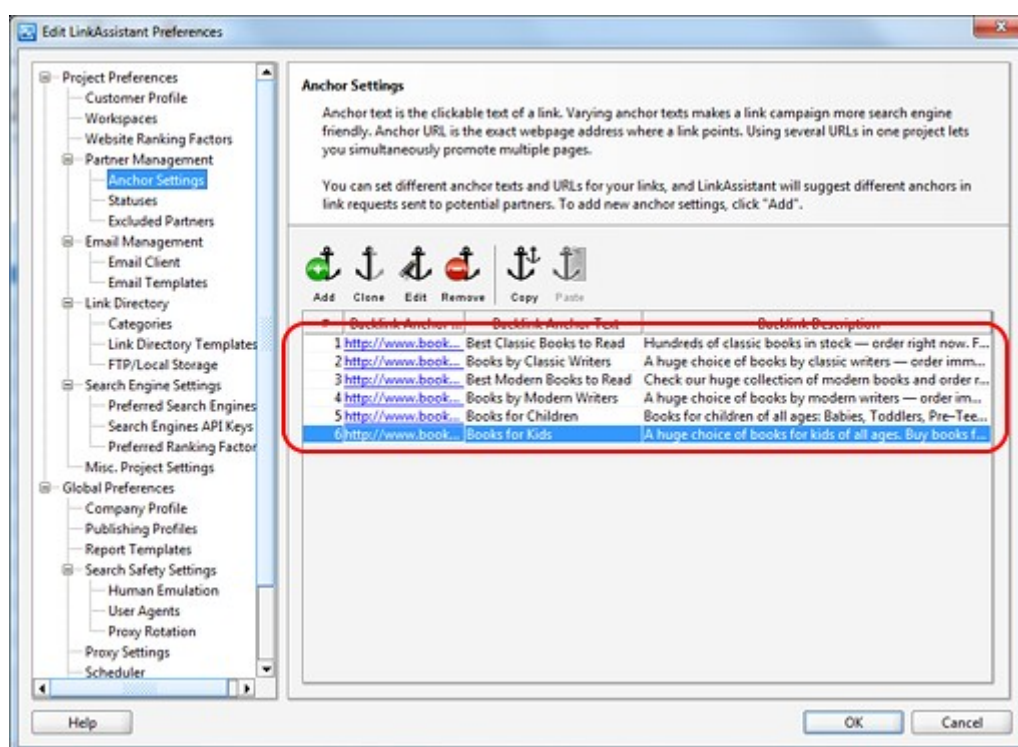 Edit LinkAssistant Preferences
Project Preferences
Customer Profile
Workspaces
Website Ranking Factors
Partner Management
Anchor Settings
Statuses
Excluded Partners
Email Management
Email Client
Email Templates
Link Directory
Categories
Link Directory Templates
FTP/Local Storage
Search Engine Settings
Preferred Search Engines
Search Engines API Keys
Preferred Ranking Factor
Misc. Project Settings
Global Preferences
Company Profile
Publishing Profiles
Report Templates
Search Safety Settings
Human Emulation
User Agents
Proxy Rotation
Proxy Settings
Scheduler
Anchor Settings
Anchor text is the clickable text of a link. Varying anchor texts makes a link campaign more search engine
friendly. Anchor URL is the exact webpage address where a link points. Using several URLs in one project lets
you simultaneously promote multiple pages.
You can set different anchor texts and URLs for your links, and LinkAssistant will suggest different anchors in
link requests sent to potential partners. To add new anchor settings, click "Add".
Add Clone Edit Remove Copy Paste
# Backlink Anchor ... Backlink Anchor Text Backlink Description
1 http://www.book... Best Classic Books to Read Hundreds of classic books in stock — order right now. F...
2 http://www.book... Books by Classic Writers A huge choice of books by classic writers — order imm...
3 http://www.book... Best Modern Books to Read Check our huge collection of modern books and order r...
4 http://www.book... Books by Modern Writers A huge choice of books by modern writers — order im...
5 http://www.book... Books for Children Books for children of all ages: Babies, Toddlers, Pre-Tee...
6 http://www.book... Books for Kids A huge choice of books for kids of all ages. Buy books f...
Help OK Cancel